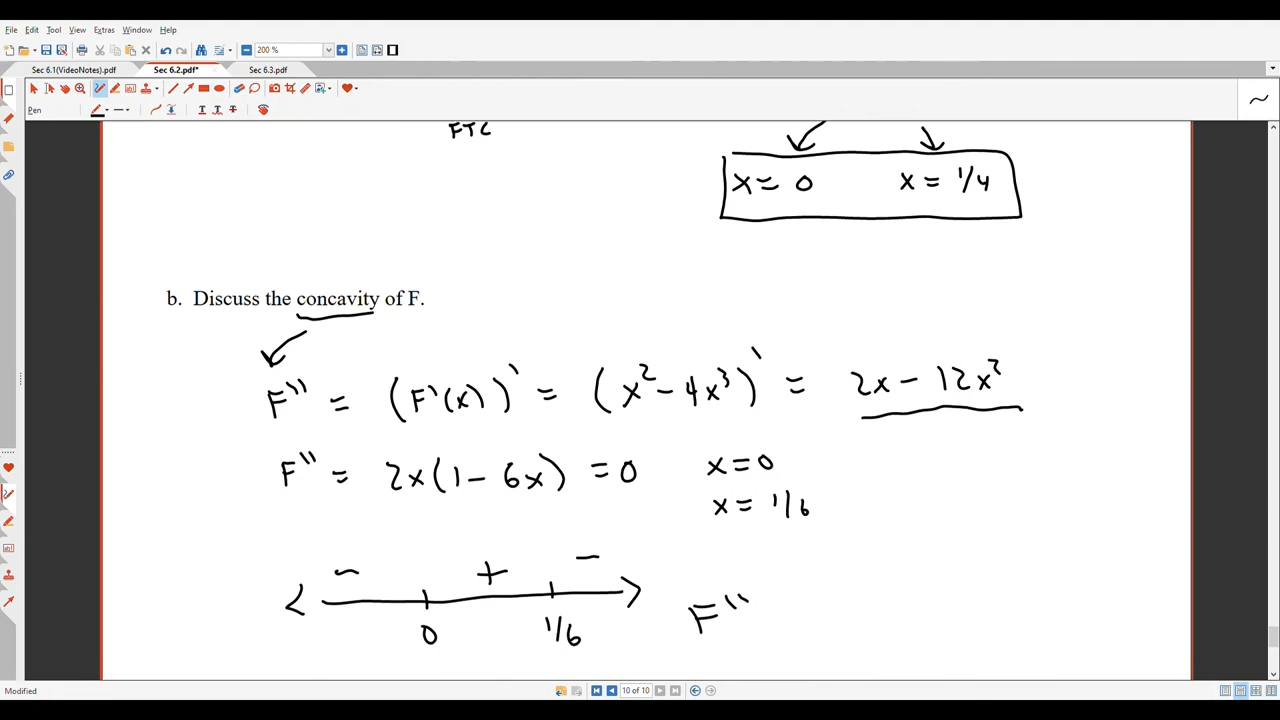 File Edit Tool View Extras Window Help
200 %
Sec 6.1(VideoNotes).pdf Sec 6.2.pdf* Sec 6.3.pdf
Pen
FTC
x = 0 x = 1/4
b. Discuss the concavity of F.
F'' = (F'(x))' = (x² - 4x³)' = 2x - 12x²
F'' = 2x(1 - 6x) = 0 x = 0
x = 1/6
- + -
0 1/6 F''
Modified 10 of 10